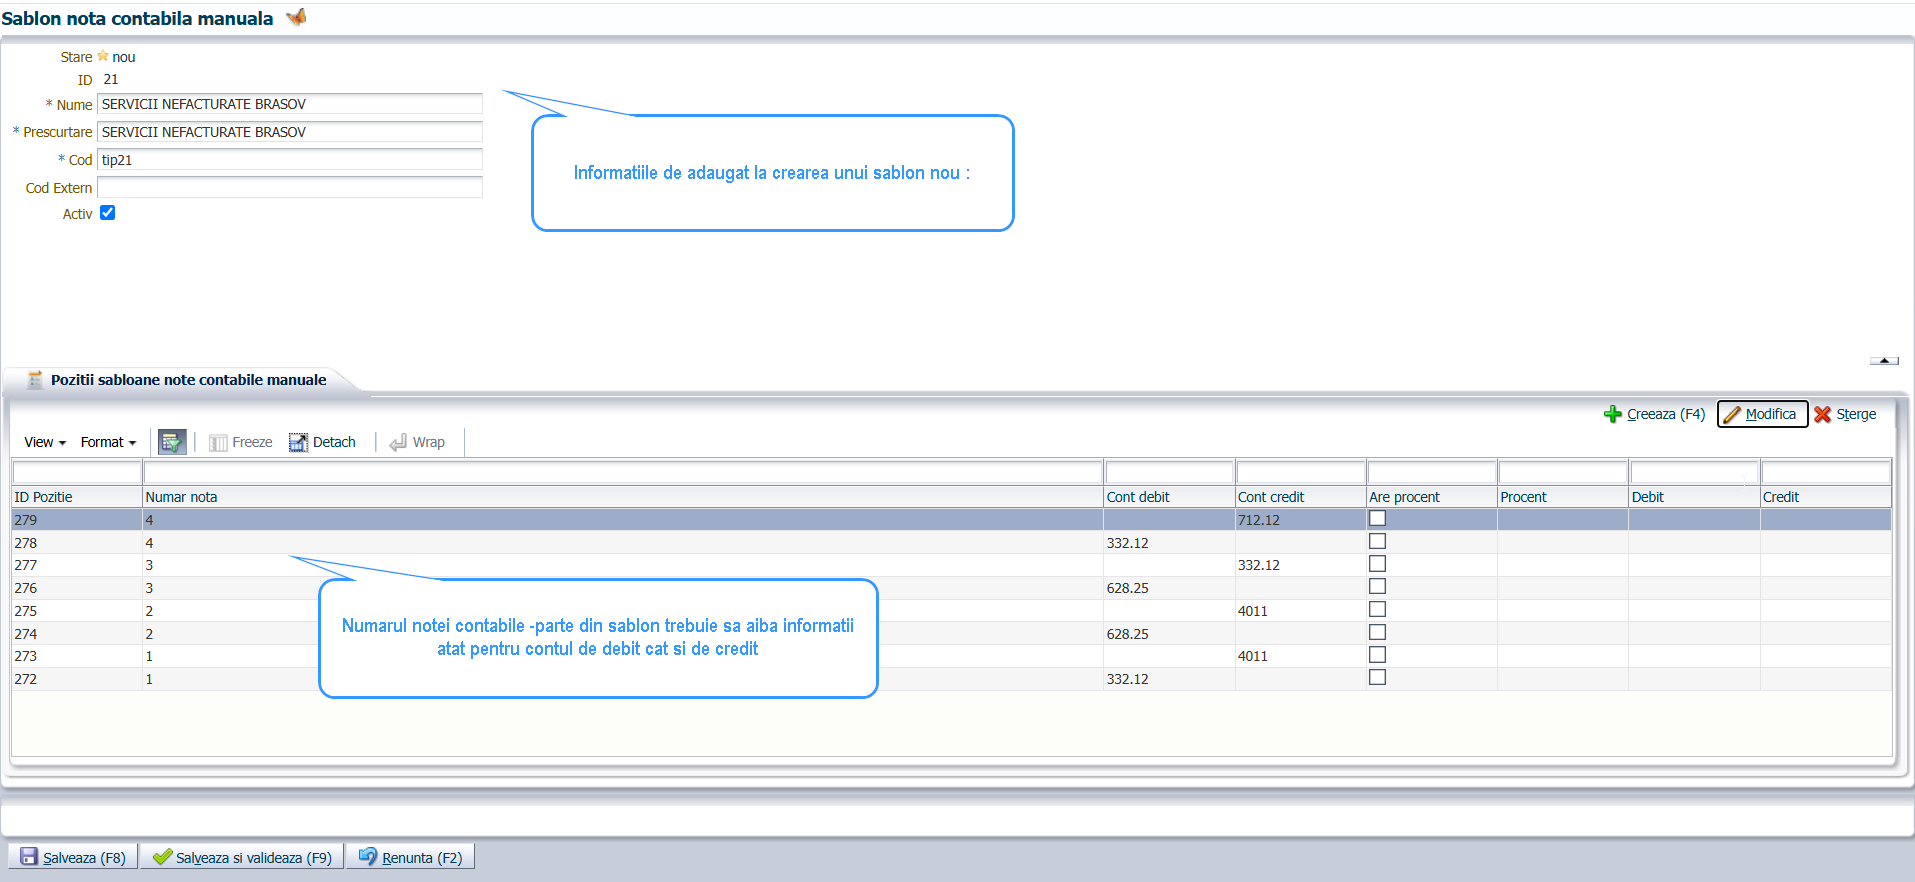 Sablon nota contabila manuala
Stare nou
ID 21
* Nume SERVICII NEFACTURATE BRASOV
* Prescurtare SERVICII NEFACTURATE BRASOV
* Cod tip21
Cod Extern
Activ
Informatiile de adaugat la crearea unui sablon nou :
Pozitii sabloane note contabile manuale
Creeaza (F4) Modifica Sterge
View Format Freeze Detach Wrap
ID Pozitie Numar nota Cont debit Cont credit Are procent Procent Debit Credit
279 4 712.12
278 4 332.12
277 3 332.12
276 3 628.25
275 2 4011
274 2 628.25
273 1 4011
272 1 332.12
Numarul notei contabile -parte din sablon trebuie sa aiba informatii
atat pentru contul de debit cat si de credit
Salveaza (F8) Salveaza si valideaza (F9) Renunta (F2)